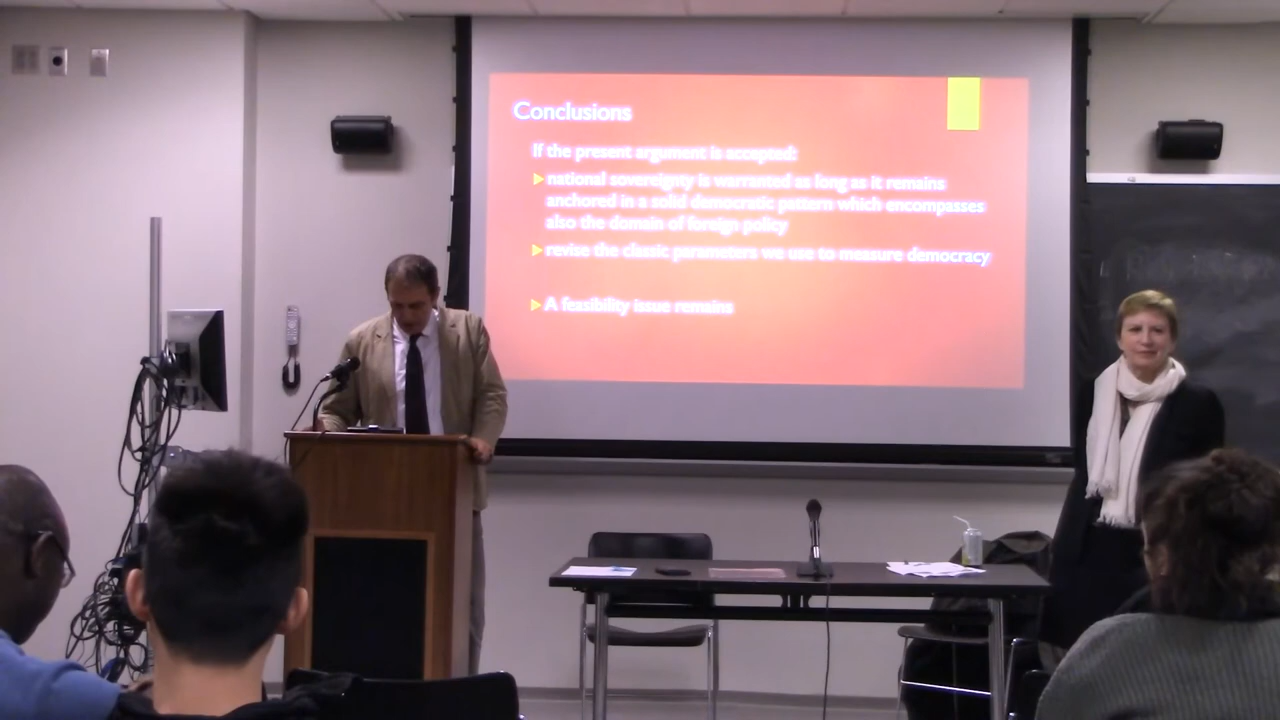 Conclusions
If the present argument is accepted:
national sovereignty is warranted as long as it remains
anchored in a solid democratic pattern which encompasses
also the domain of foreign policy
revise the classic parameters we use to measure democracy
A feasibility issue remains